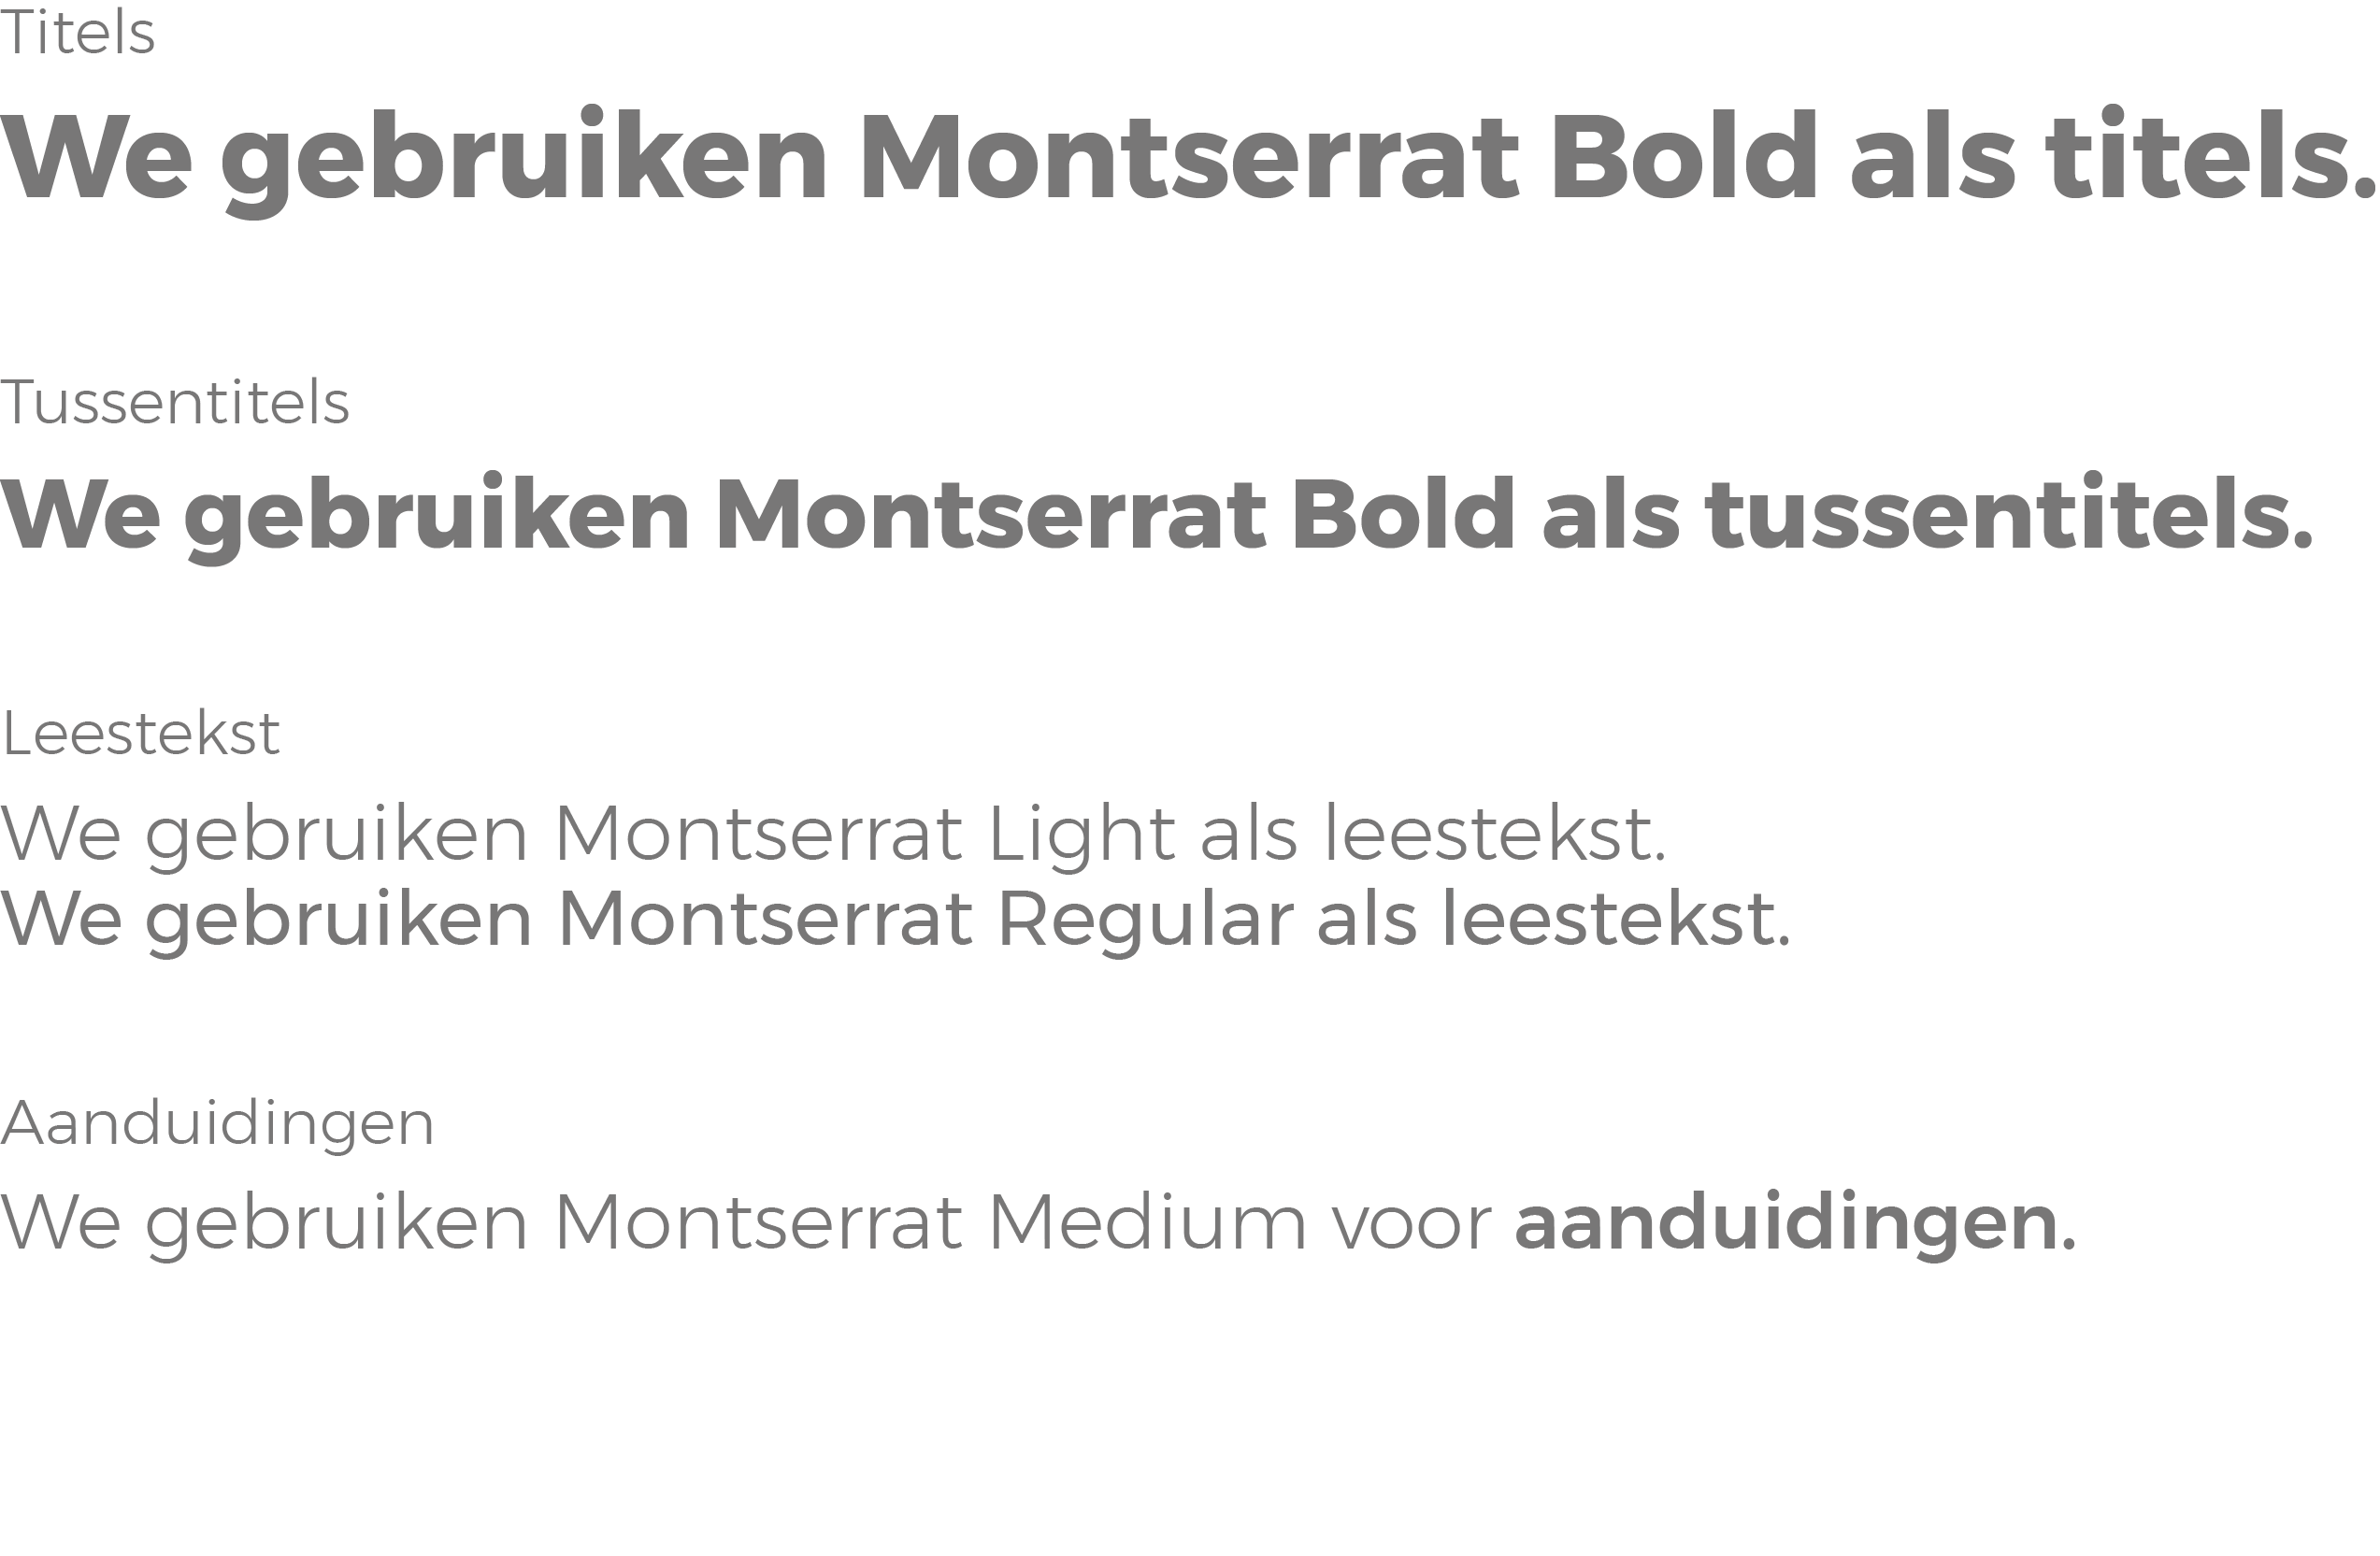 Titels
We gebruiken Montserrat Bold als titels.
Tussentitels
We gebruiken Montserrat Bold als tussentitels.
Leestekst
We gebruiken Montserrat Light als leestekst.
We gebruiken Montserrat Regular als leestekst.
Aanduidingen
We gebruiken Montserrat Medium voor aanduidingen.